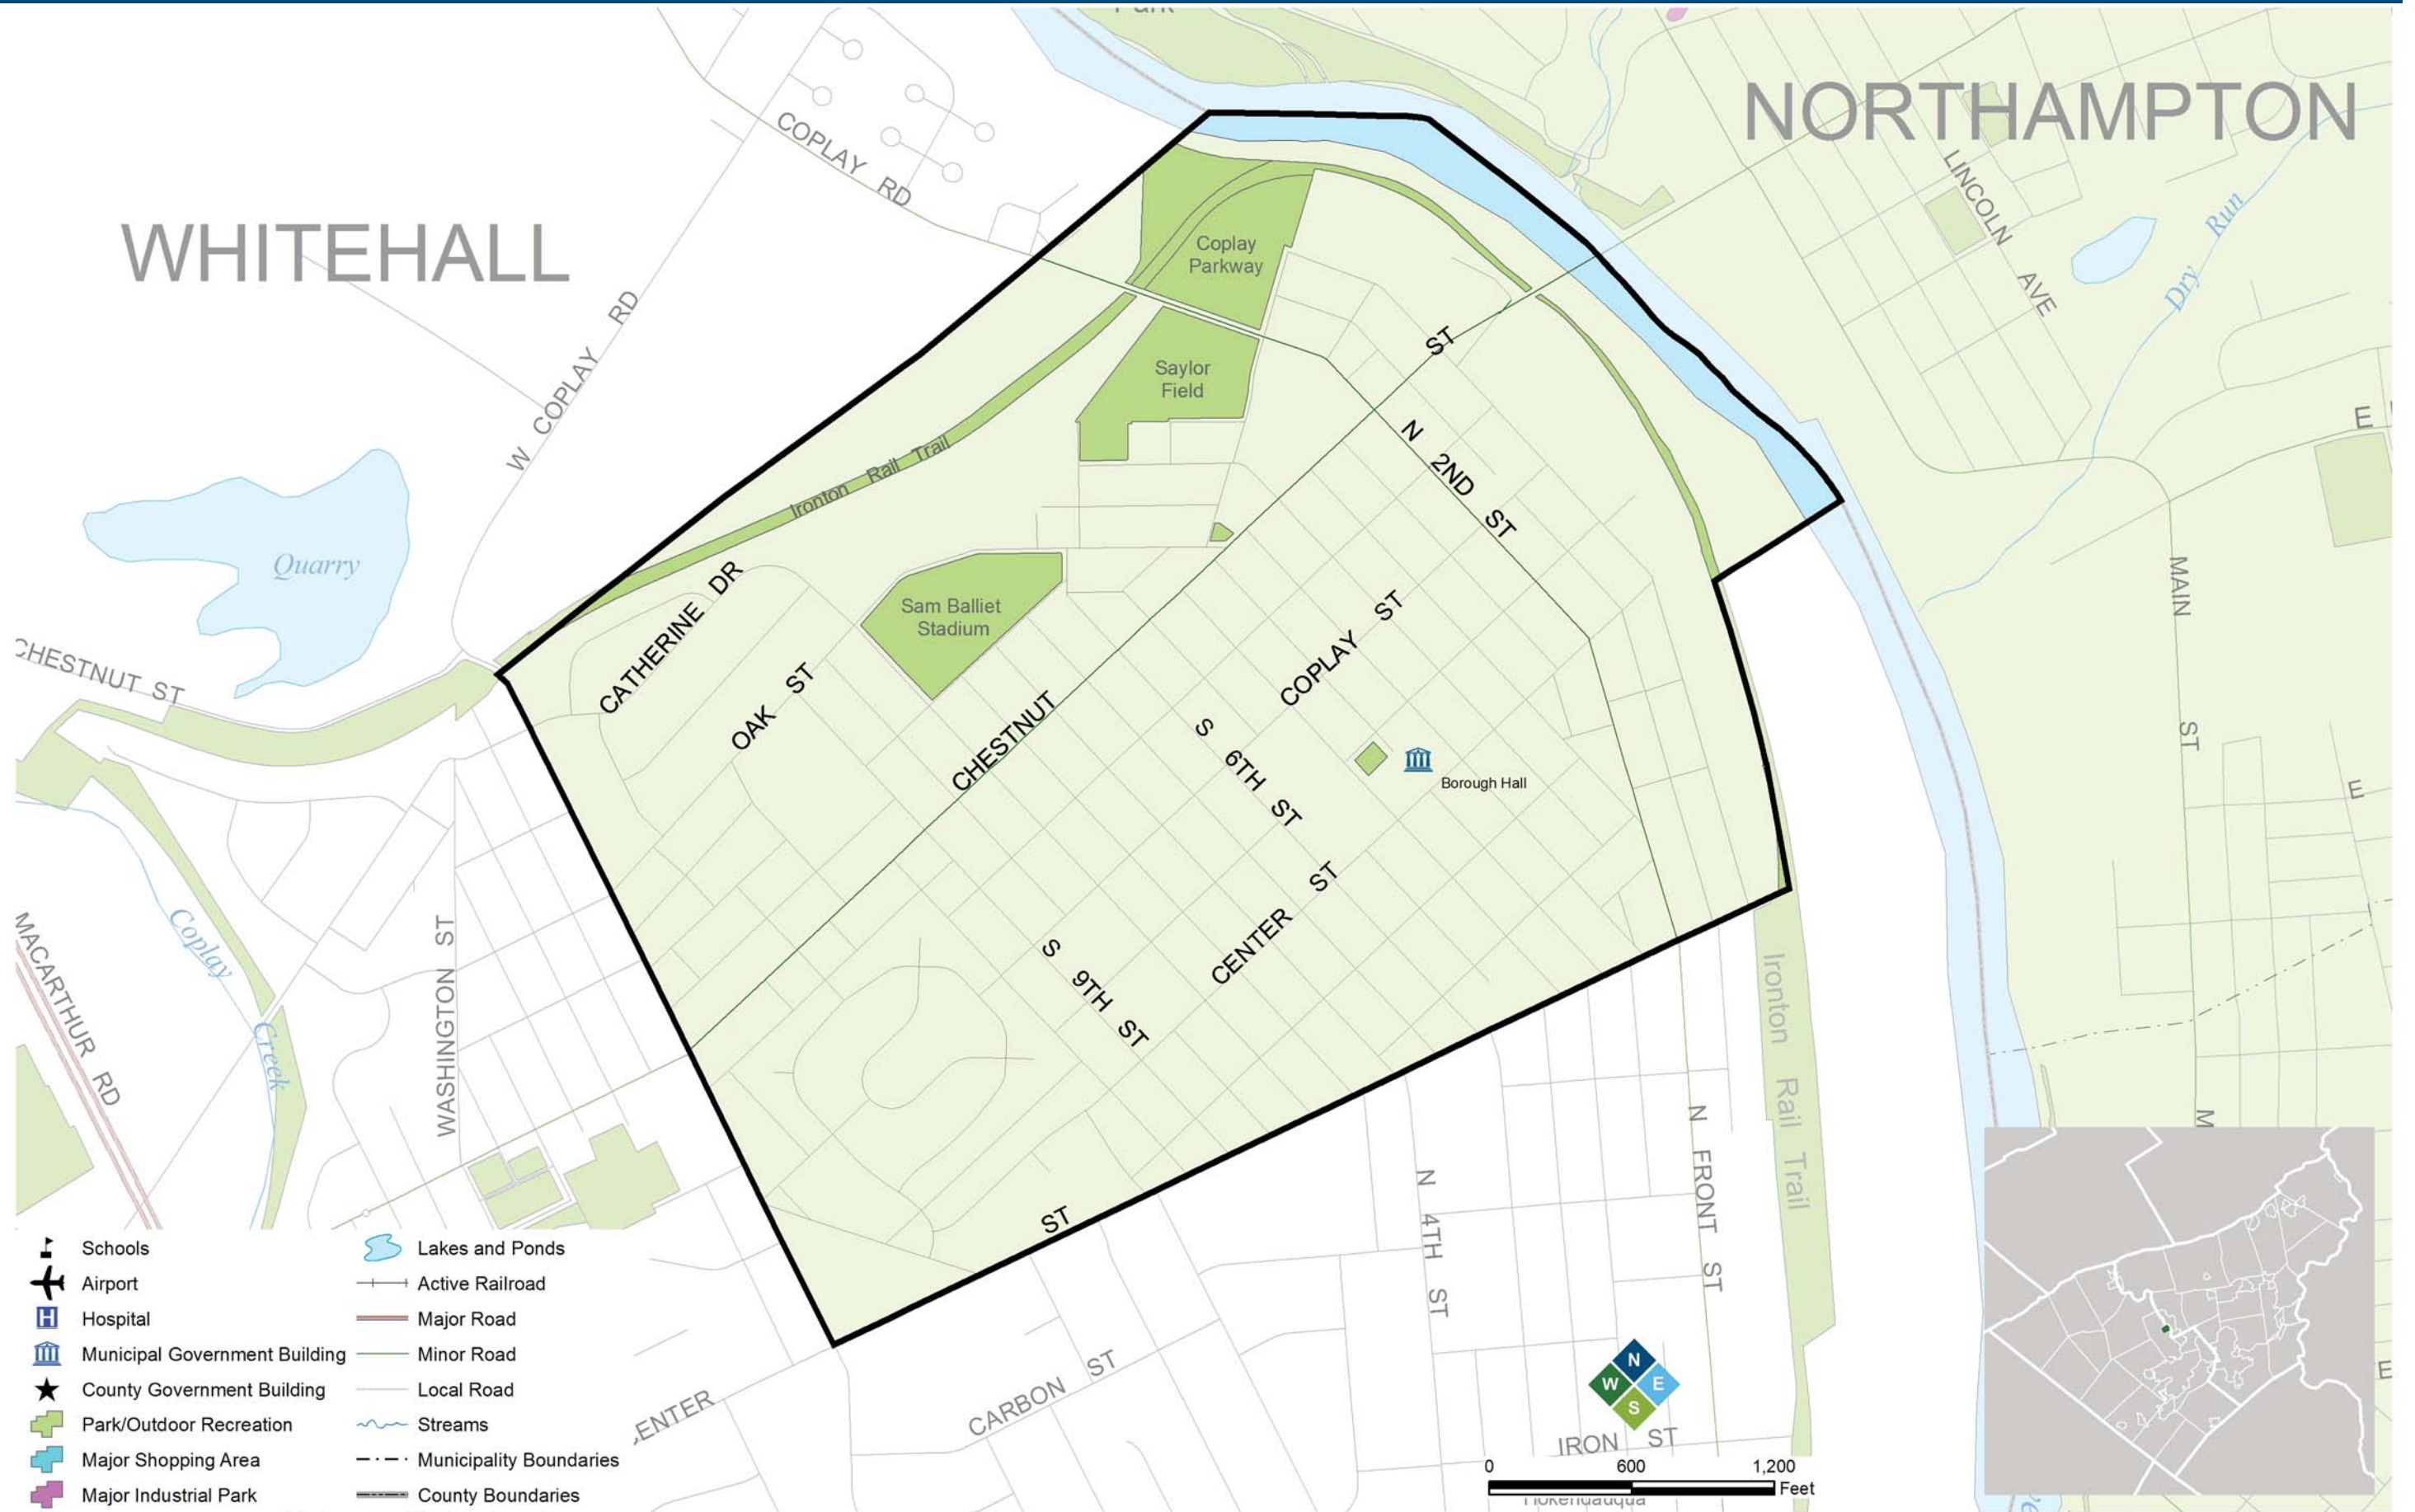 Park
NORTHAMPTON
COPLAY RD
LINCOLN AVE
WHITEHALL
Dry Run
Coplay
Parkway
W COPLAY RD
ST
Saylor
Field
N 2ND ST
E
Ironton Rail Trail
Quarry
CATHERINE DR
Sam Balliet
Stadium
COPLAY ST
MAIN ST
CHESTNUT ST
OAK ST
CHESTNUT
S 6TH ST
Borough Hall
E
CENTER ST
Coplay Creek
MACARTHUR RD
WASHINGTON ST
S 9TH ST
Ironton Rail Trail
N FRONT ST
M
N 4TH ST
ST
CARBON ST
ENTER
IRON ST
E
N
W E
S
0 600 1,200
Feet
Hokendauqua
Schools
Airport
H Hospital
Municipal Government Building
County Government Building
Park/Outdoor Recreation
Major Shopping Area
Major Industrial Park
Lakes and Ponds
Active Railroad
Major Road
Minor Road
Local Road
Streams
Municipality Boundaries
County Boundaries